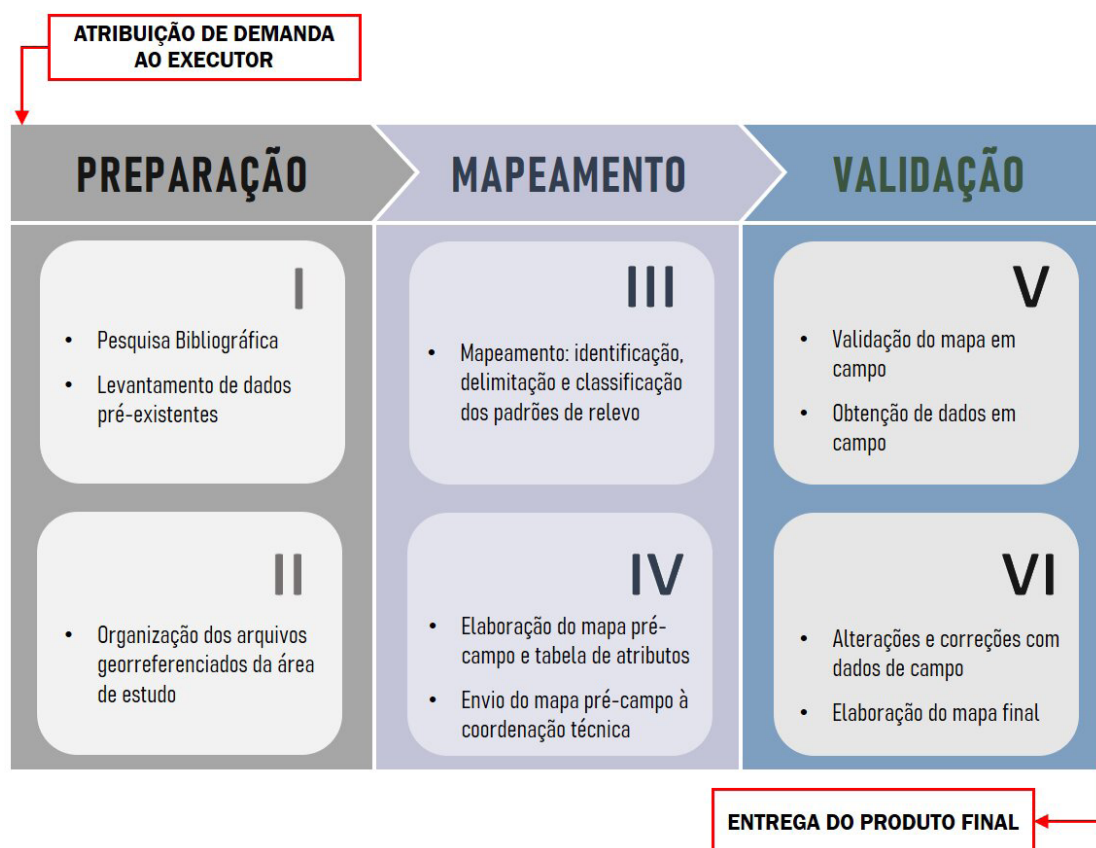 ATRIBUIÇÃO DE DEMANDA
AO EXECUTOR
PREPARAÇÃO
MAPEAMENTO
VALIDAÇÃO
I
• Pesquisa Bibliográfica
• Levantamento de dados
pré-existentes
II
• Organização dos arquivos
georreferenciados da área
de estudo
III
• Mapeamento: identificação,
delimitação e classificação
dos padrões de relevo
IV
• Elaboração do mapa pré-
campo e tabela de atributos
• Envio do mapa pré-campo à
coordenação técnica
V
• Validação do mapa em
campo
• Obtenção de dados em
campo
VI
• Alterações e correções com
dados de campo
• Elaboração do mapa final
ENTREGA DO PRODUTO FINAL